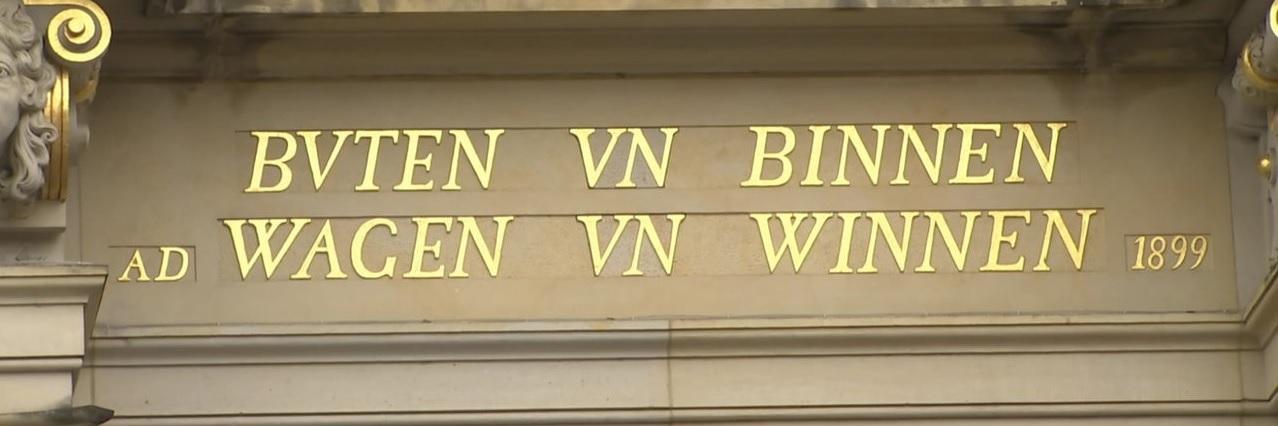 BVTEN VN BINNEN
AD WAGEN VN WINNEN 1899